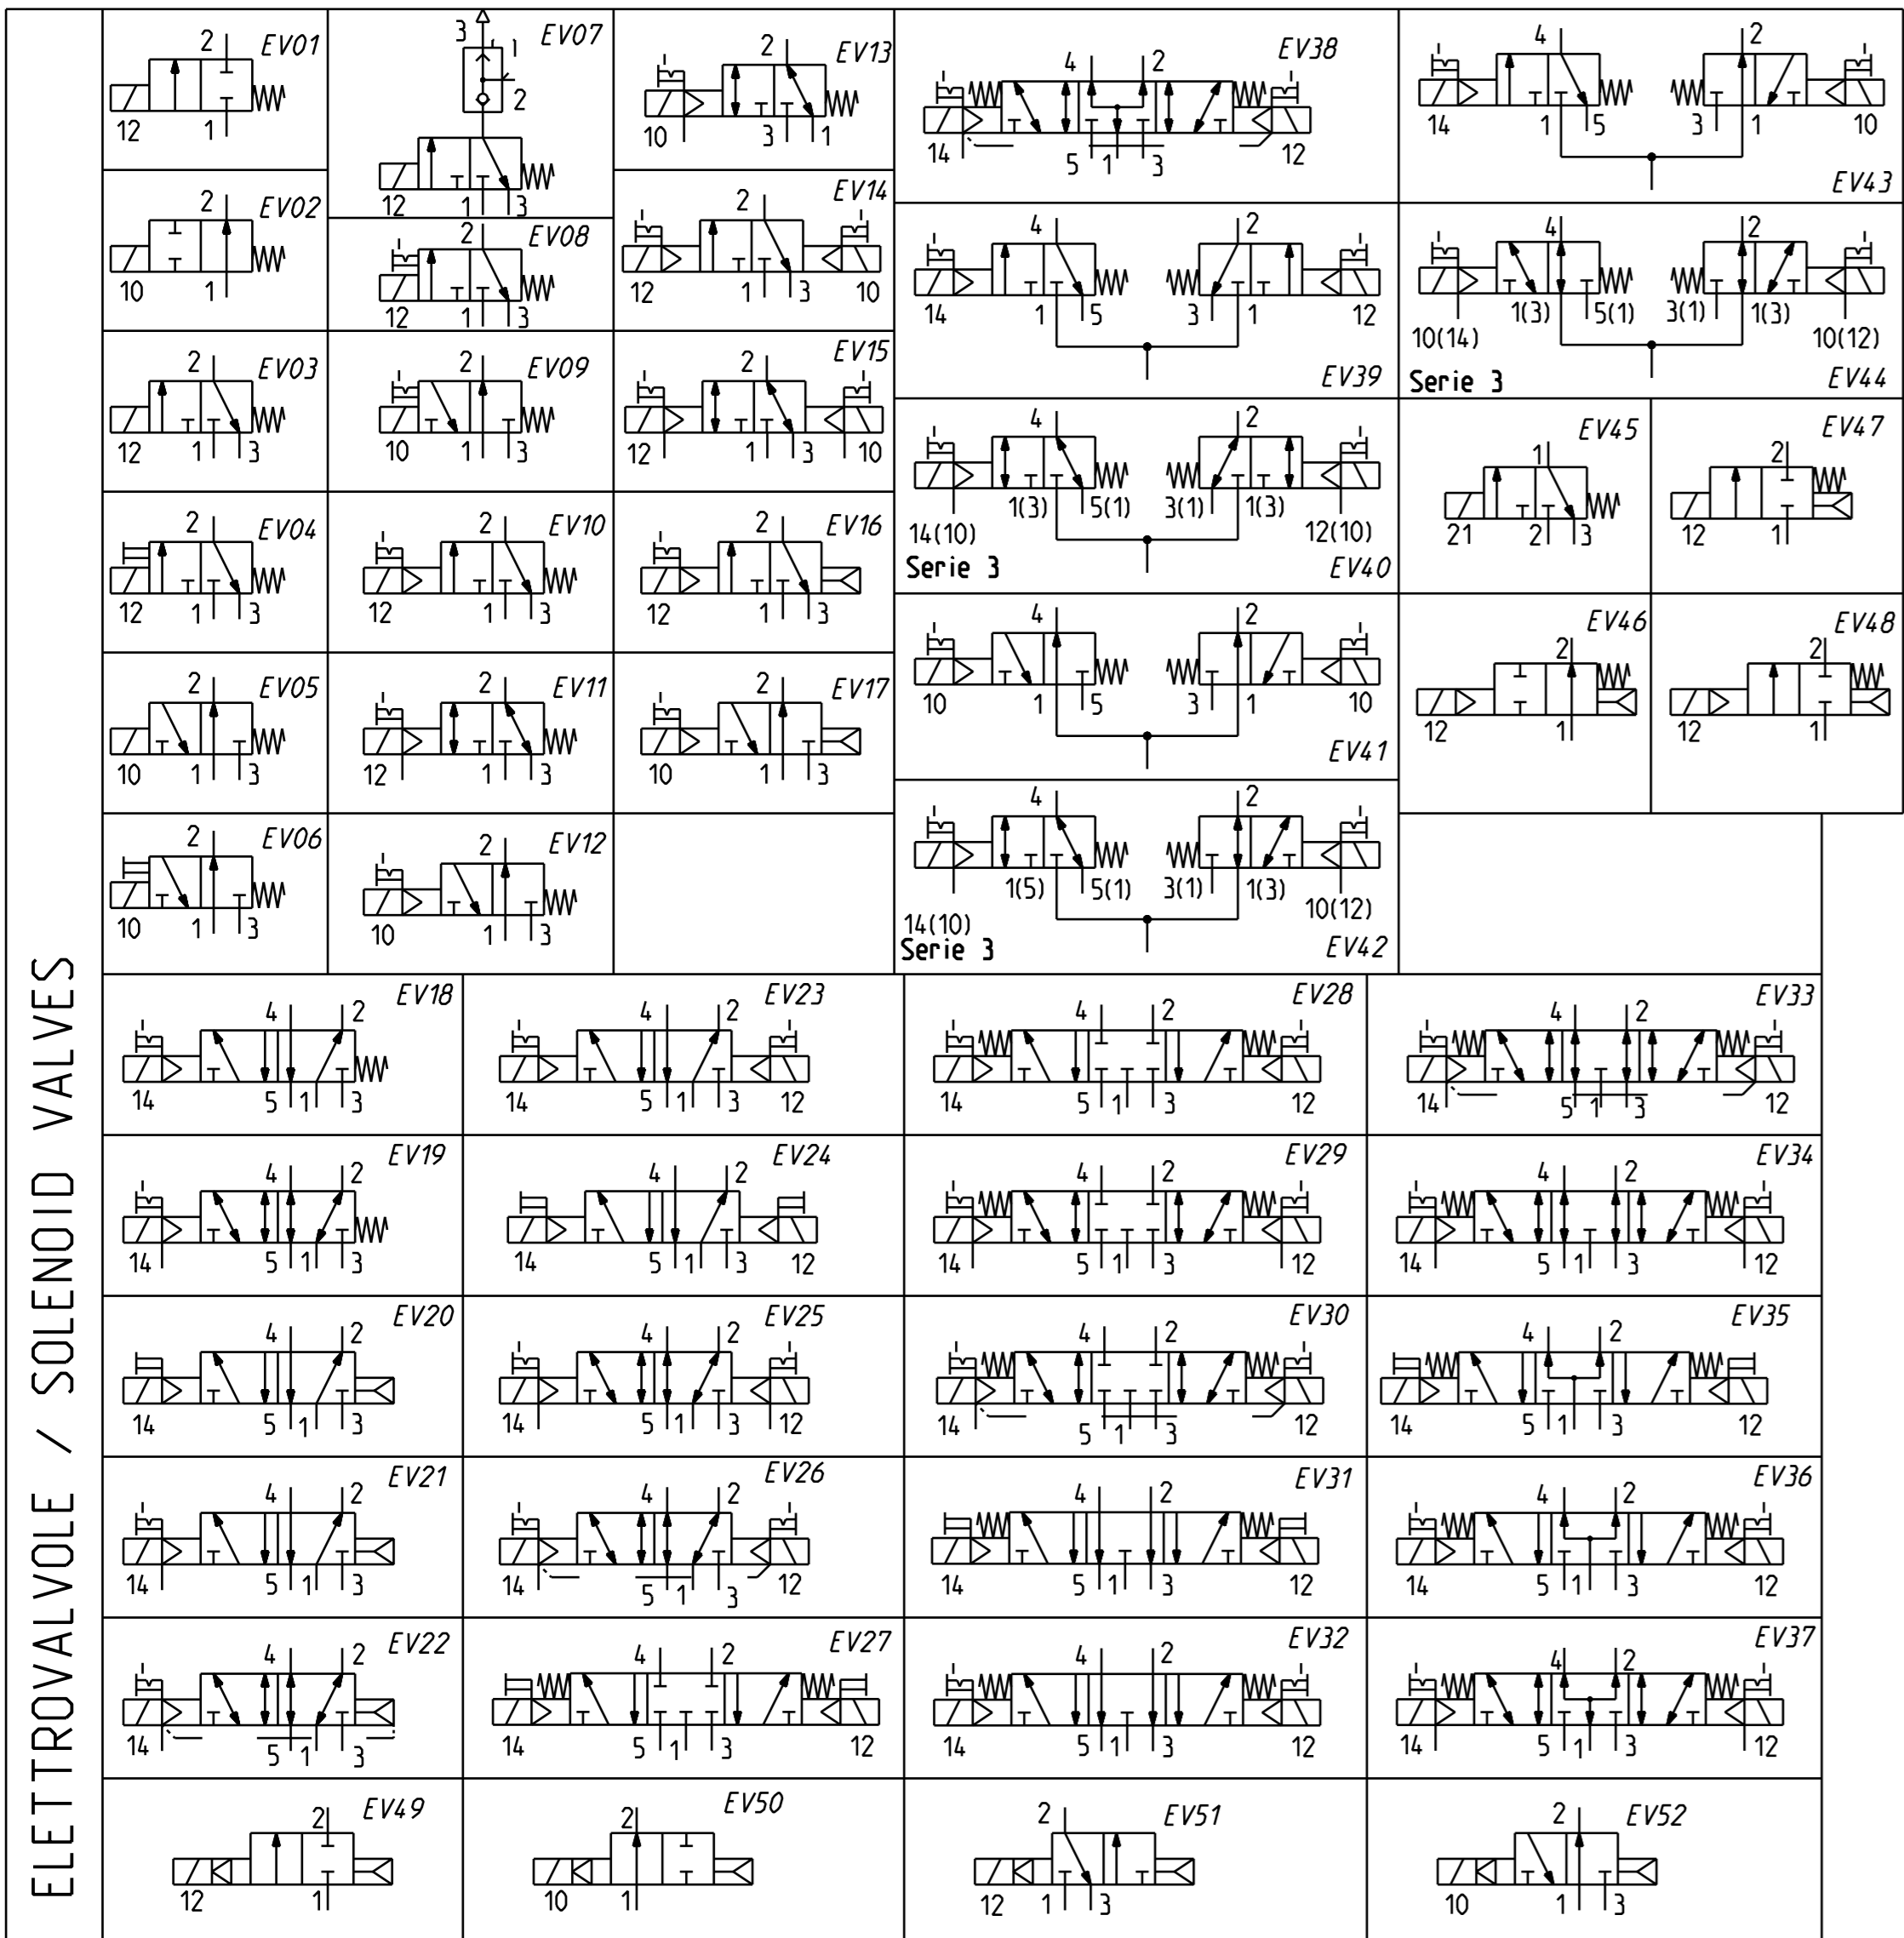 ELETTROVALVOLE / SOLENOID VALVES
2 EV01
12 1
2 EV02
10 1
2 EV03
12 1 3
2 EV04
12 1 3
2 EV05
10 1 3
2 EV06
10 1 3
3 1 EV07
2
12 1 3
2 EV08
12 1 3
2 EV09
10 1 3
2 EV10
12 1 3
2 EV11
12 1 3
2 EV12
10 1 3
2 EV13
10 3 1
2 EV14
12 1 3 10
2 EV15
12 1 3 10
2 EV16
12 1 3
2 EV17
10 1 3
4 2 EV38
14 5 1 3 12
4 2
14 1 5 3 1 12
EV39
4 2
1(3) 5(1) 3(1) 1(3)
14(10) 12(10)
Serie 3 EV40
4 2
10 1 5 3 1 10
EV41
4 2
1(5) 5(1) 3(1) 1(3)
14(10) 10(12)
Serie 3 EV42
4 2
14 1 5 3 1 10
EV43
4 2
1(3) 5(1) 3(1) 1(3)
10(14) 10(12)
Serie 3 EV44
1 EV45
21 2 3
2 EV47
12 1
2 EV46
12 1
2 EV48
12 1
4 2 EV18
14 5 1 3
4 2 EV23
14 5 1 3 12
4 2 EV28
14 5 1 3 12
4 2 EV33
14 5 1 3 12
4 2 EV19
14 5 1 3
4 2 EV24
14 5 1 3 12
4 2 EV29
14 5 1 3 12
4 2 EV34
14 5 1 3 12
4 2 EV20
14 5 1 3
4 2 EV25
14 5 1 3 12
4 2 EV30
14 5 1 3 12
4 2 EV35
14 5 1 3 12
4 2 EV21
14 5 1 3
4 2 EV26
14 5 1 3 12
4 2 EV31
14 5 1 3 12
4 2 EV36
14 5 1 3 12
4 2 EV22
14 5 1 3
4 2 EV27
14 5 1 3 12
4 2 EV32
14 5 1 3 12
4 2 EV37
14 5 1 3 12
2 EV49
12 1
2 EV50
10 1
2 EV51
12 1 3
2 EV52
10 1 3